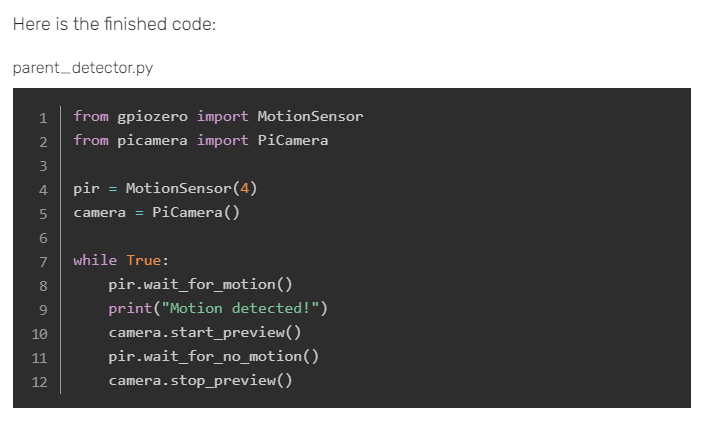 Here is the finished code:
parent_detector.py
1 from gpiozero import MotionSensor
2 from picamera import PiCamera
3
4 pir = MotionSensor(4)
5 camera = PiCamera()
6
7 while True:
8     pir.wait_for_motion()
9     print("Motion detected!")
10     camera.start_preview()
11     pir.wait_for_no_motion()
12     camera.stop_preview()